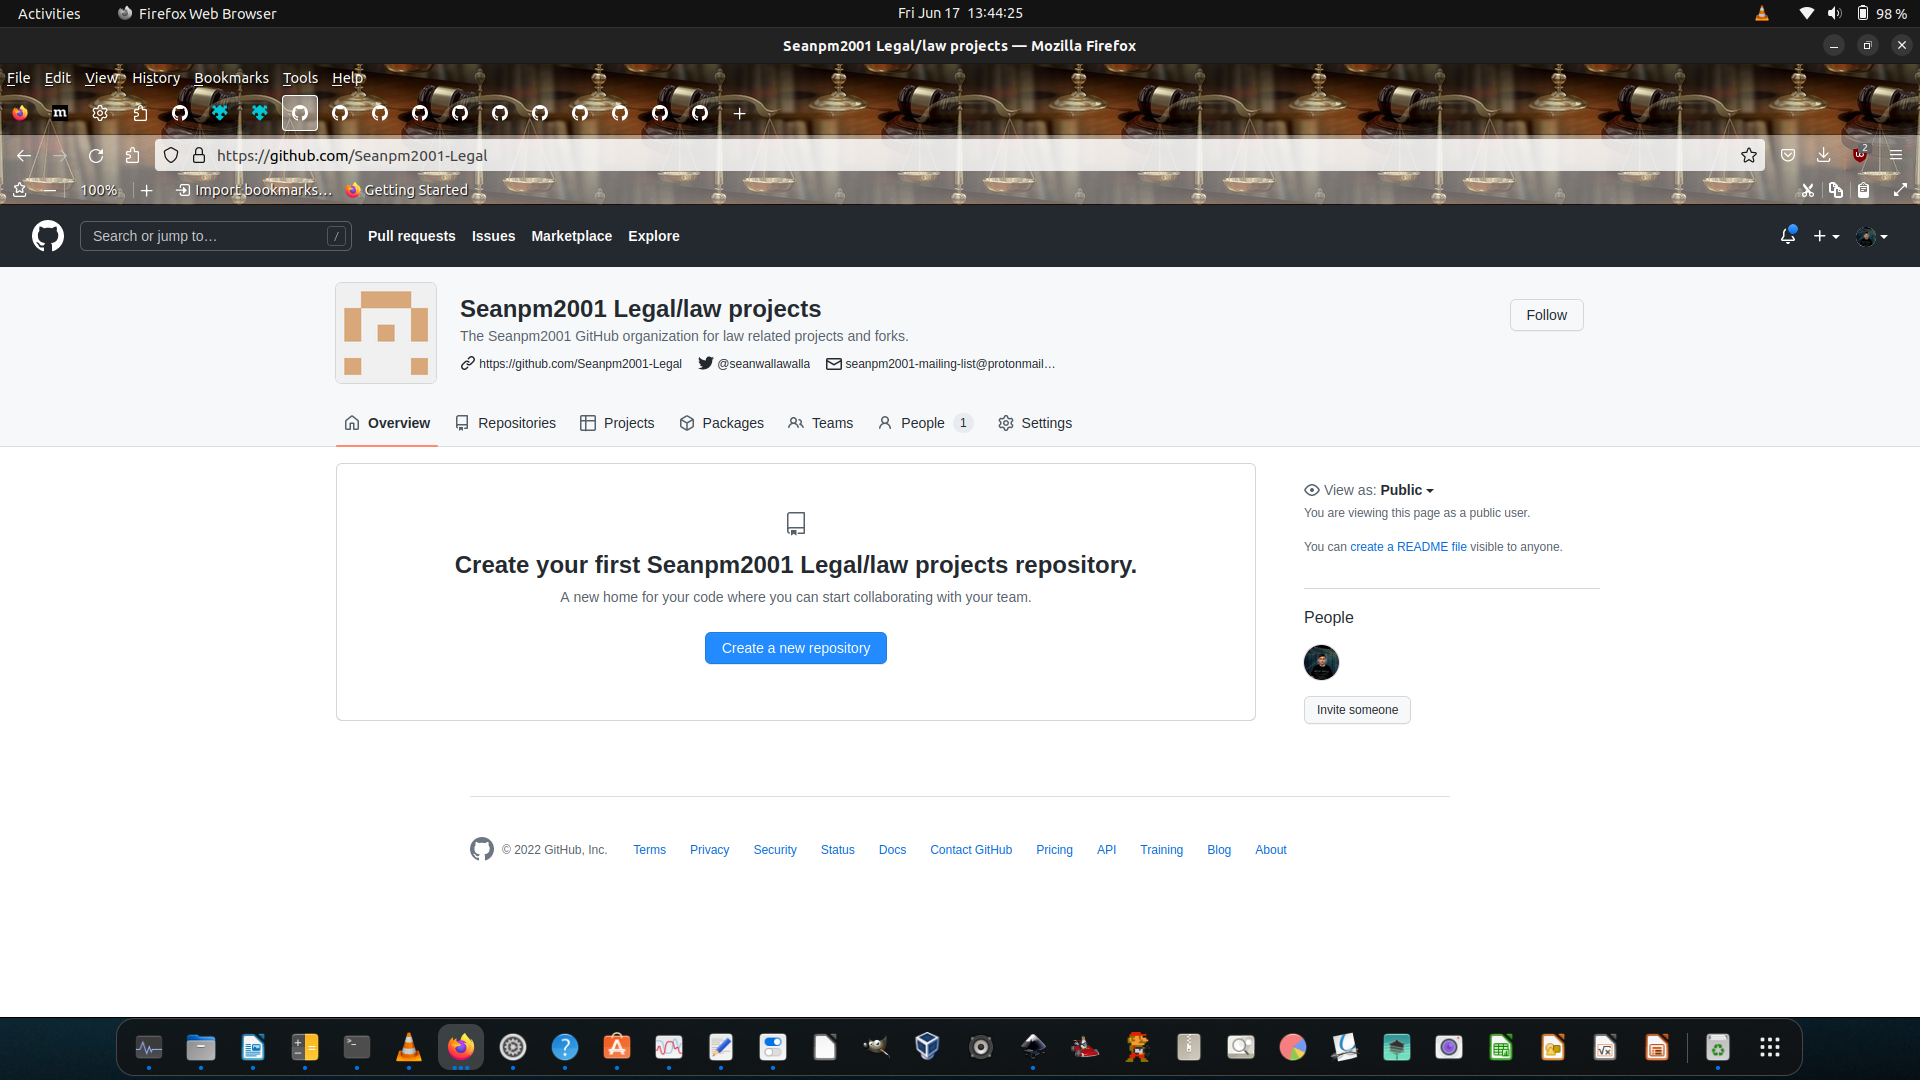 Activities Firefox Web Browser Fri Jun 17 13:44:25 98 %
Seanpm2001 Legal/law projects — Mozilla Firefox
File Edit View History Bookmarks Tools Help
m
https://github.com/Seanpm2001-Legal 2
100% Import bookmarks… Getting Started
Search or jump to… / Pull requests Issues Marketplace Explore
Seanpm2001 Legal/law projects
Follow
The Seanpm2001 GitHub organization for law related projects and forks.
https://github.com/Seanpm2001-Legal @seanwallawalla seanpm2001-mailing-list@protonmail…
Overview Repositories Projects Packages Teams People 1 Settings
View as: Public
You are viewing this page as a public user.
You can create a README file visible to anyone.
Create your first Seanpm2001 Legal/law projects repository.
A new home for your code where you can start collaborating with your team.
Create a new repository
People
Invite someone
© 2022 GitHub, Inc. Terms Privacy Security Status Docs Contact GitHub Pricing API Training Blog About